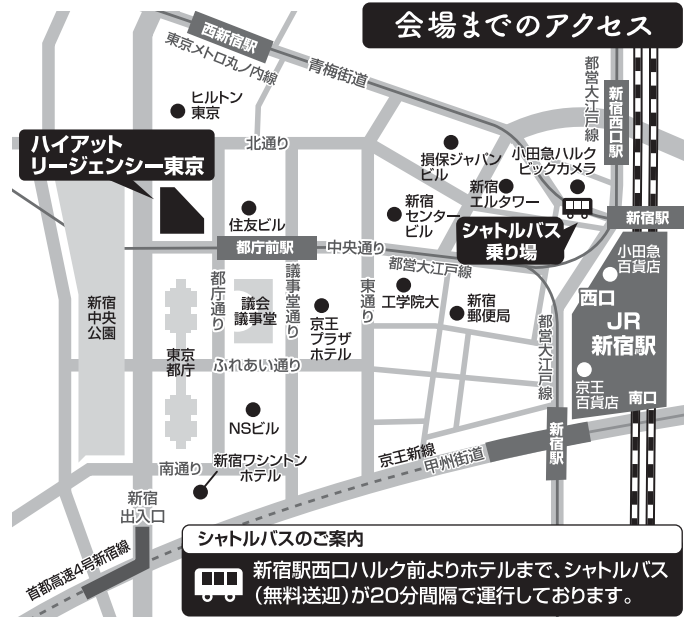 会場までのアクセス
西新宿駅
東京メトロ丸ノ内線
青梅街道
都営大江戸線
新宿西口駅
ヒルトン
東京
北通り
ハイアット
リージェンシー東京
損保ジャパン
ビル
小田急ハルク
ビックカメラ
新宿
エルタワー
住友ビル
新宿
センター
ビル
シャトルバス
乗り場
新宿駅
都庁前駅
中央通り
都営大江戸線
小田急
百貨店
西口
JR
新宿駅
新宿
中央
公園
都庁通り
議会
議事堂
議事堂通り
東通り
工学院大
新宿
郵便局
京王
プラザ
ホテル
都営大江戸線
東京
都庁
ふれあい通り
京王
百貨店
南口
NSビル
新宿駅
京王新線
甲州街道
南通り
新宿ワシントン
ホテル
新宿
出入口
首都高速4号新宿線
シャトルバスのご案内
新宿駅西口ハルク前よりホテルまで、シャトルバス
(無料送迎)が20分間隔で運行しております。